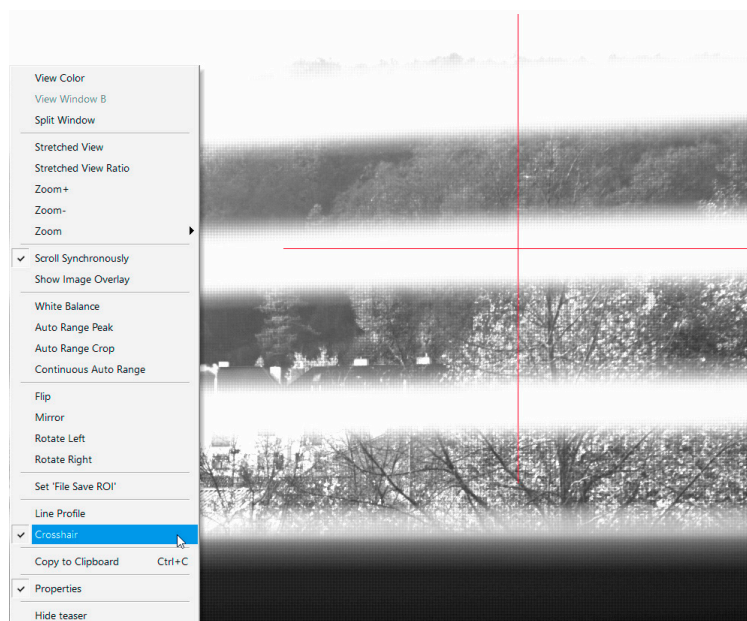 View Color
View Window B
Split Window
Stretched View
Stretched View Ratio
Zoom+
Zoom-
Zoom
Scroll Synchronously
Show Image Overlay
White Balance
Auto Range Peak
Auto Range Crop
Continuous Auto Range
Flip
Mirror
Rotate Left
Rotate Right
Set 'File Save ROI'
Line Profile
Crosshair
Copy to Clipboard Ctrl+C
Properties
Hide teaser